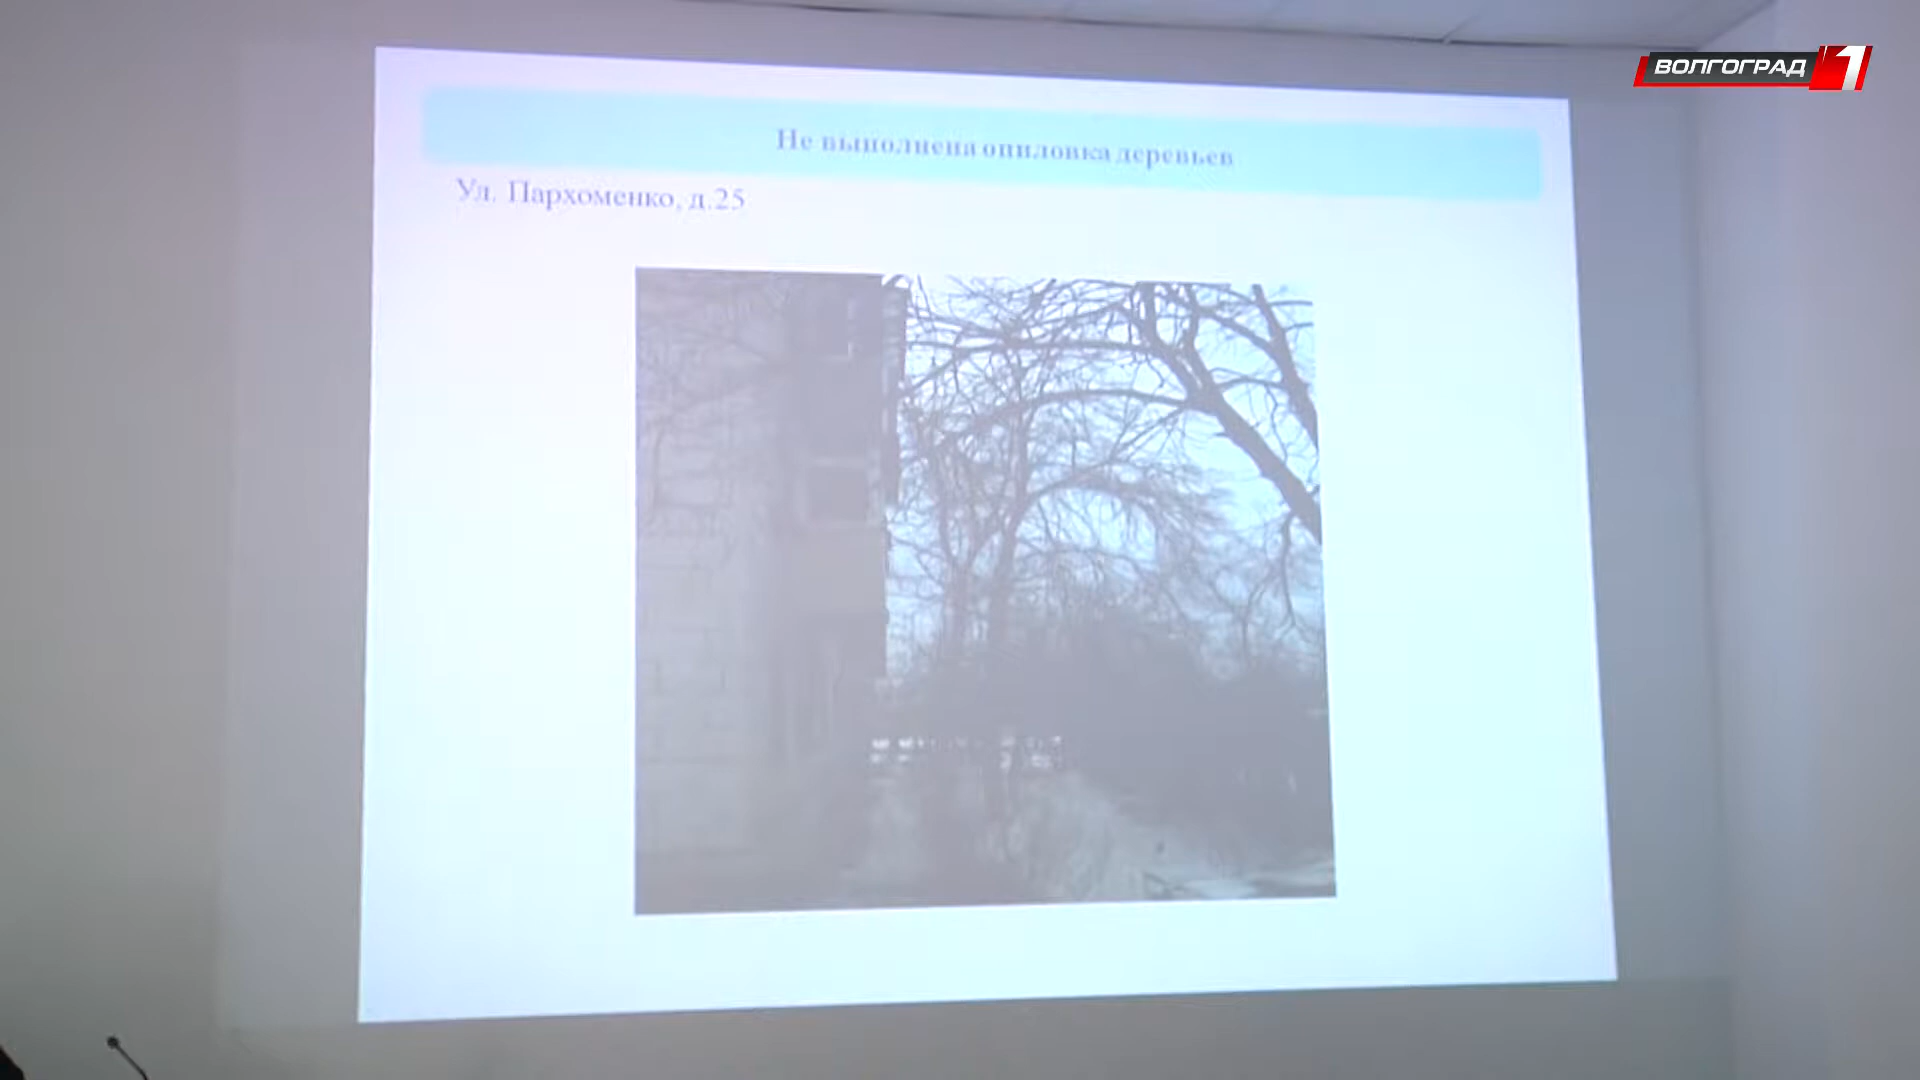 ВОЛГОГРАД 1
Не выполнена опиловка деревьев
Ул. Пархоменко, д.25